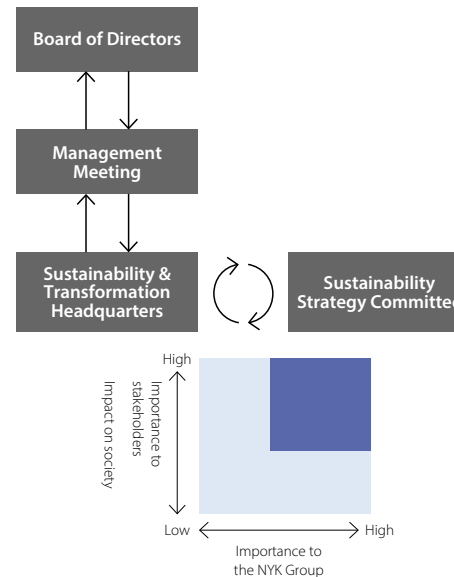 Board of Directors
Management
Meeting
Sustainability &
Transformation
Headquarters
Sustainability
Strategy Committe
High
Importance to
stakeholders
Impact on society
Low
High
Importance to
the NYK Group